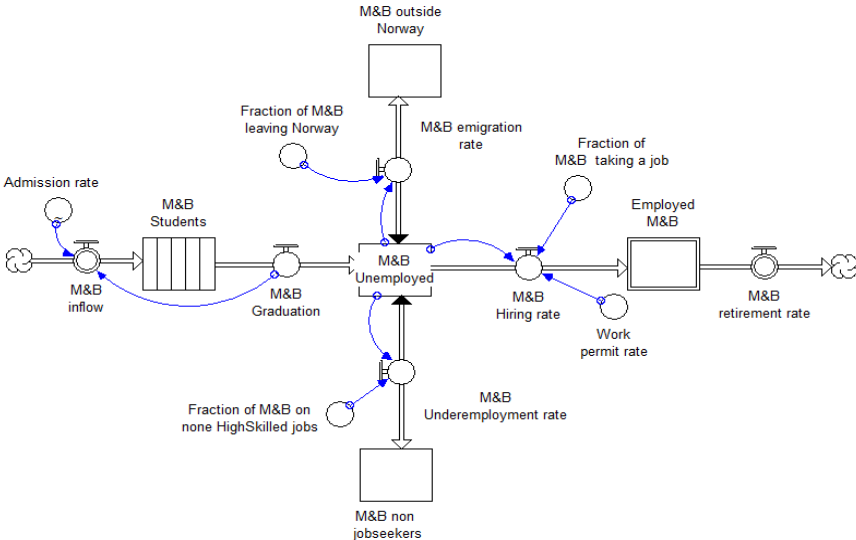 M&B outside
Norway
Fraction of M&B
leaving Norway
M&B emigration
rate
Fraction of
M&B taking a job
Admission rate
M&B
Students
Employed
M&B
M&B
Unemployed
M&B
inflow
M&B
Graduation
M&B
Hiring rate
M&B
retirement rate
Work
permit rate
Fraction of M&B on
none HighSkilled jobs
M&B
Underemployment rate
M&B non
jobseekers